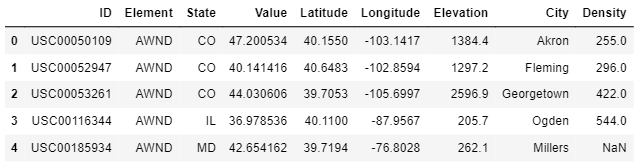 ID Element State Value Latitude Longitude Elevation City Density
0 USC00050109 AWND CO 47.200534 40.1550 -103.1417 1384.4 Akron 255.0
1 USC00052947 AWND CO 40.141416 40.6483 -102.8594 1297.2 Fleming 296.0
2 USC00053261 AWND CO 44.030606 39.7053 -105.6997 2596.9 Georgetown 422.0
3 USC00116344 AWND IL 36.978536 40.1100 -87.9567 205.7 Ogden 544.0
4 USC00185934 AWND MD 42.654162 39.7194 -76.8028 262.1 Millers NaN